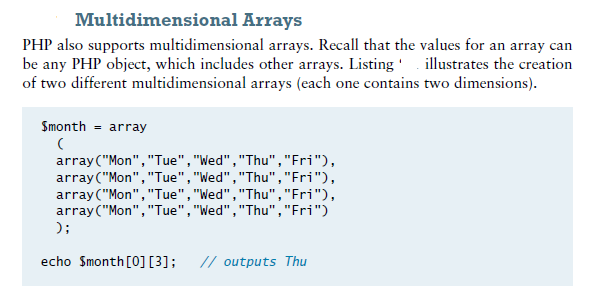 Multidimensional Arrays
PHP also supports multidimensional arrays. Recall that the values for an array can
be any PHP object, which includes other arrays. Listing illustrates the creation
of two different multidimensional arrays (each one contains two dimensions).
$month = array
(
array("Mon","Tue","Wed","Thu","Fri"),
array("Mon","Tue","Wed","Thu","Fri"),
array("Mon","Tue","Wed","Thu","Fri"),
array("Mon","Tue","Wed","Thu","Fri")
);
echo $month[0][3]; // outputs Thu